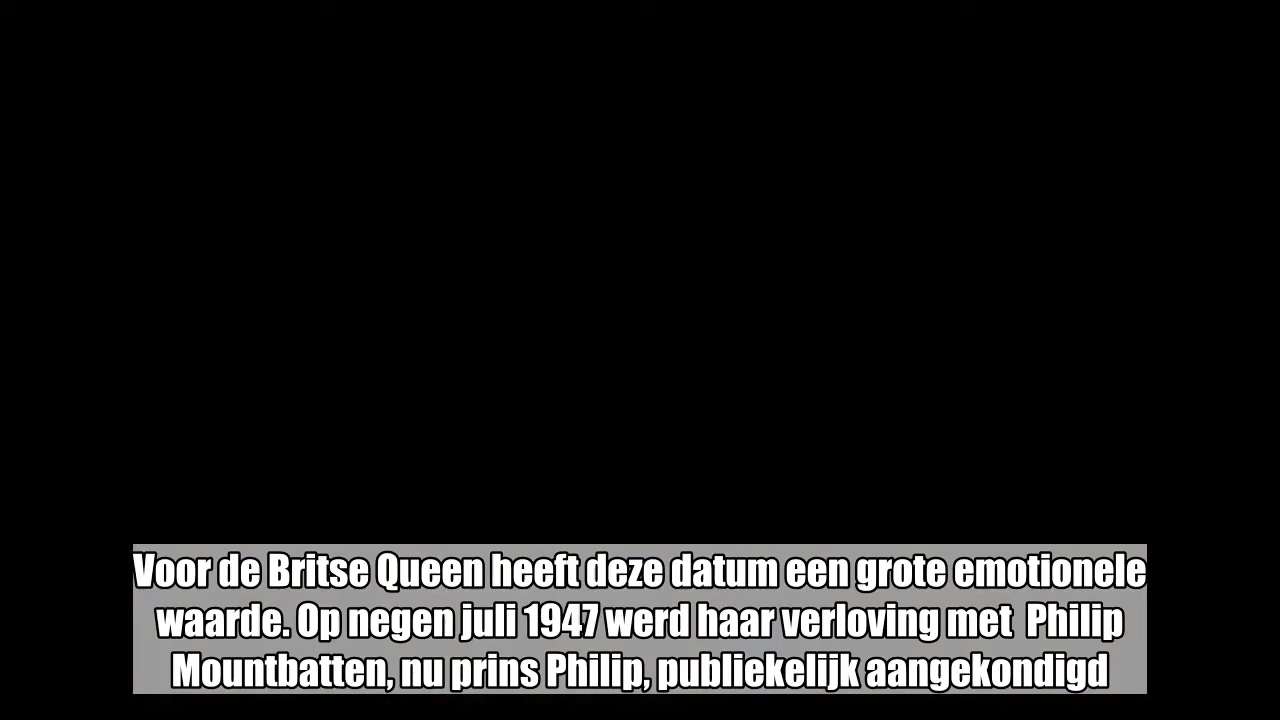 Voor de Britse Queen heeft deze datum een grote emotionele
waarde. Op negen juli 1947 werd haar verloving met  Philip
Mountbatten, nu prins Philip, publiekelijk aangekondigd